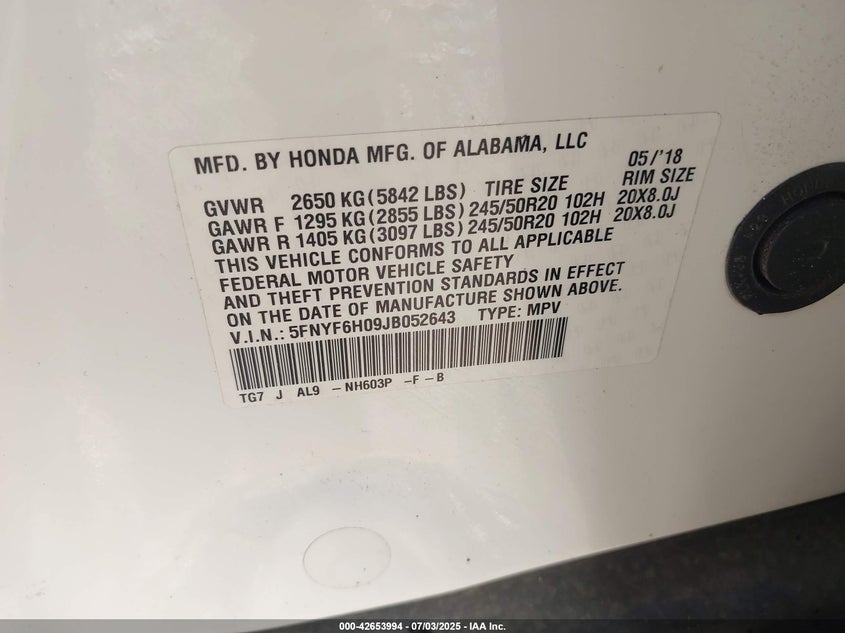 MFD. BY HONDA MFG. OF ALABAMA, LLC
05/'18
GVWR 2650 KG(5842 LBS) TIRE SIZE RIM SIZE
GAWR F 1295 KG(2855 LBS) 245/50R20 102H 20X8.0J
GAWR R 1405 KG(3097 LBS) 245/50R20 102H 20X8.0J
THIS VEHICLE CONFORMS TO ALL APPLICABLE
FEDERAL MOTOR VEHICLE SAFETY
AND THEFT PREVENTION STANDARDS IN EFFECT
ON THE DATE OF MANUFACTURE SHOWN ABOVE.
V.I.N.: 5FNYF6H09JB052643 TYPE: MPV
TG7 J AL9 -NH603P -F-B
HONDA
000-42653994 | 07/03/2025 - IAA Inc.